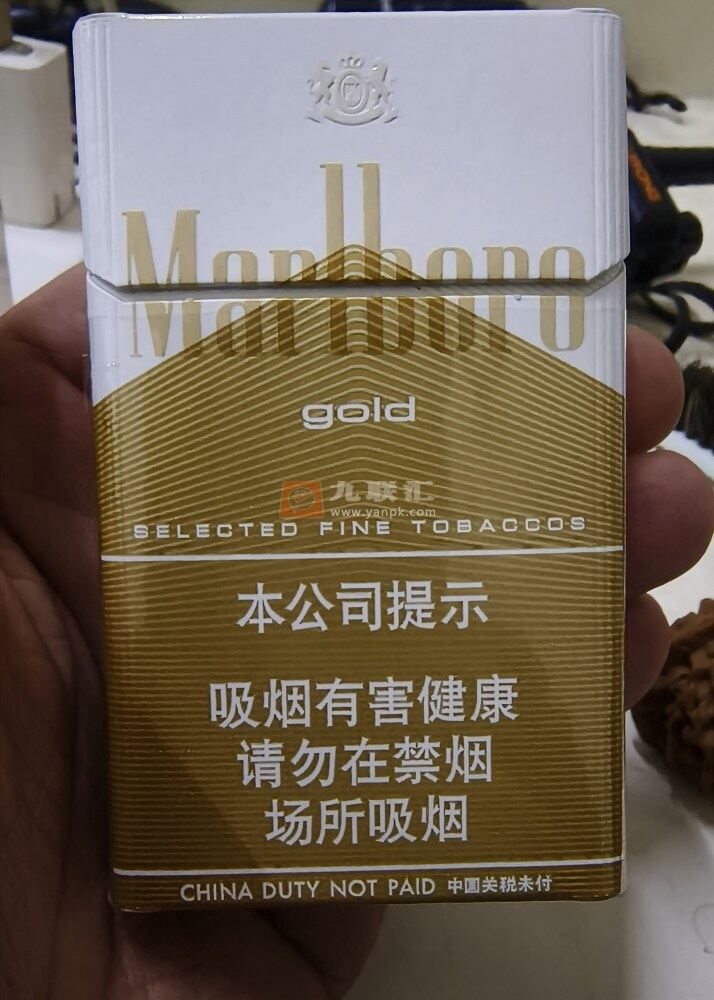 Marlboro
gold
九联汇
www.yanpk.com
SELECTED FINE TOBACCOS
本公司提示
吸烟有害健康
请勿在禁烟
场所吸烟
CHINA DUTY NOT PAID 中国关税未付